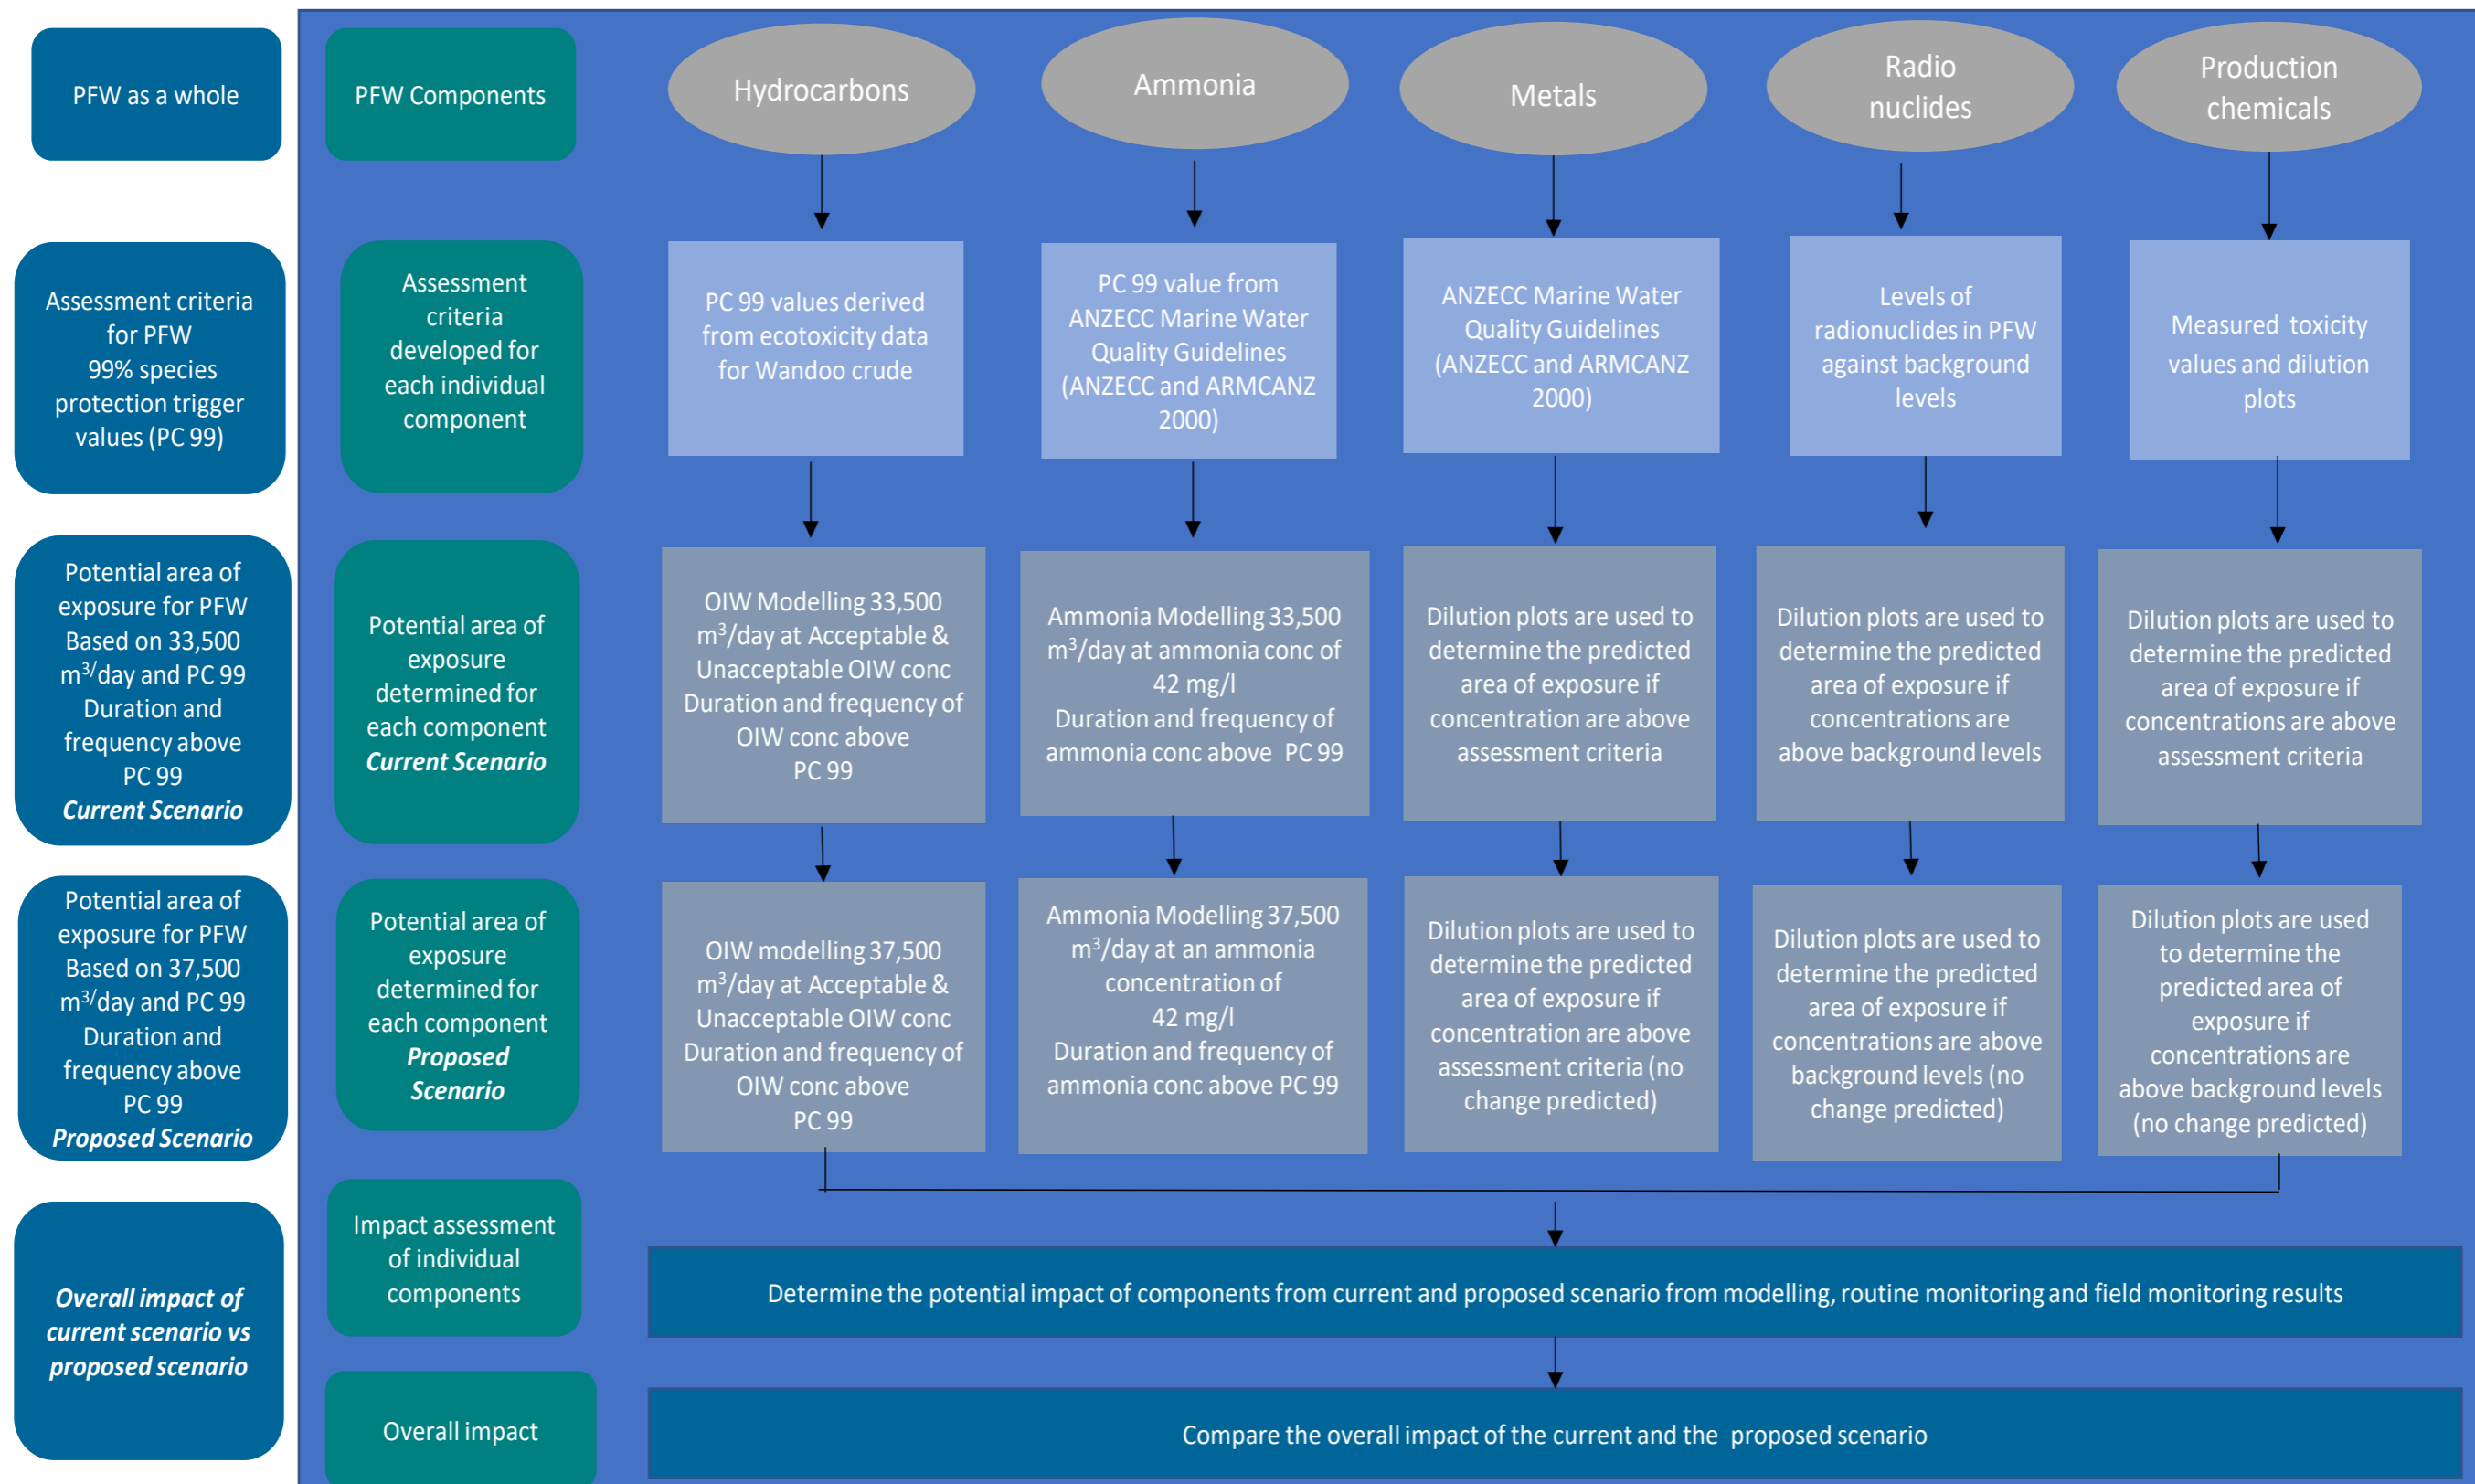 PFW as a whole
PFW Components
Hydrocarbons
Ammonia
Metals
Radio
nuclides
Production
chemicals
Assessment criteria
for PFW
99% species
protection trigger
values (PC 99)
Assessment
criteria
developed for
each individual
component
PC 99 values derived
from ecotoxicity data
for Wandoo crude
PC 99 value from
ANZECC Marine Water
Quality Guidelines
(ANZECC and ARMCANZ
2000)
ANZECC Marine Water
Quality Guidelines
(ANZECC and ARMCANZ
2000)
Levels of
radionuclides in PFW
against background
levels
Measured toxicity
values and dilution
plots
Potential area of
exposure for PFW
Based on 33,500
m³/day and PC 99
Duration and
frequency above
PC 99
Current Scenario
Potential area of
exposure
determined for
each component
Current Scenario
OIW Modelling 33,500
m³/day at Acceptable &
Unacceptable OIW conc
Duration and frequency of
OIW conc above
PC 99
Ammonia Modelling 33,500
m³/day at ammonia conc of
42 mg/l
Duration and frequency of
ammonia conc above PC 99
Dilution plots are used to
determine the predicted
area of exposure if
concentration are above
assessment criteria
Dilution plots are used to
determine the predicted
area of exposure if
concentrations are
above background levels
Dilution plots are used to
determine the predicted
area of exposure if
concentrations are above
assessment criteria
Potential area of
exposure for PFW
Based on 37,500
m³/day and PC 99
Duration and
frequency above
PC 99
Proposed Scenario
Potential area of
exposure
determined for
each component
Proposed
Scenario
OIW modelling 37,500
m³/day at Acceptable &
Unacceptable OIW conc
Duration and frequency of
OIW conc above
PC 99
Ammonia Modelling 37,500
m³/day at an ammonia
concentration of
42 mg/l
Duration and frequency of
ammonia conc above PC 99
Dilution plots are used to
determine the predicted
area of exposure if
concentration are above
assessment criteria (no
change predicted)
Dilution plots are used to
determine the predicted
area of exposure if
concentrations are above
background levels (no
change predicted)
Dilution plots are used
to determine the
predicted area of
exposure if
concentrations are
above background levels
(no change predicted)
Overall impact of
current scenario vs
proposed scenario
Impact assessment
of individual
components
Determine the potential impact of components from current and proposed scenario from modelling, routine monitoring and field monitoring results
Overall impact
Compare the overall impact of the current and the proposed scenario